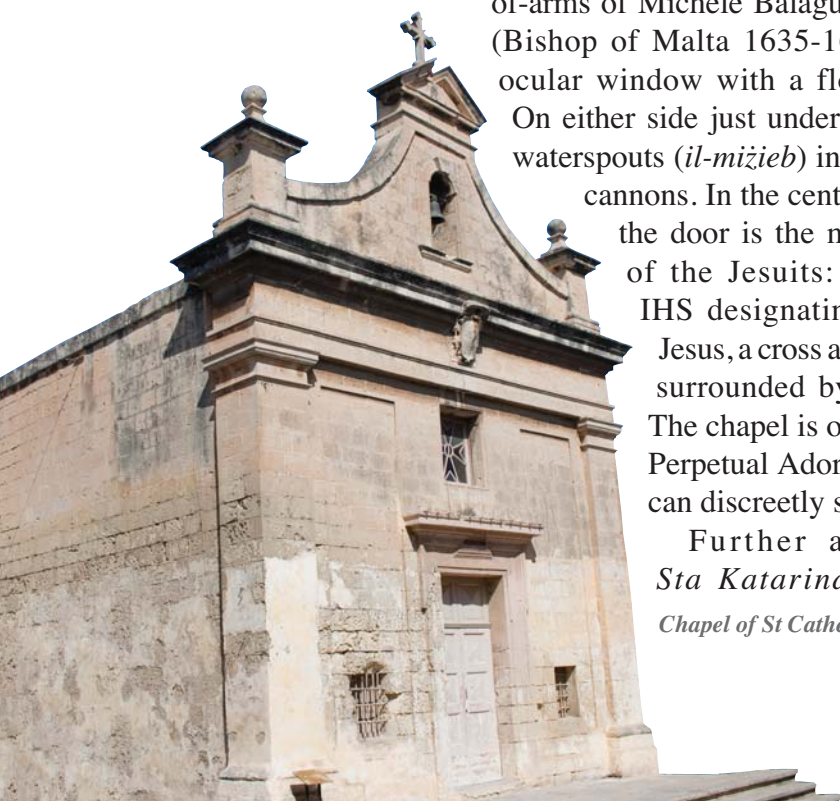 of-arms of Michele Balagu
(Bishop of Malta 1635-16
ocular window with a fl
On either side just under
waterspouts (il-miżieb) in
cannons. In the cent
the door is the m
of the Jesuits:
IHS designatin
Jesus, a cross a
surrounded by
The chapel is o
Perpetual Ador
can discreetly s
Further a
Sta Katarina
Chapel of St Cathe